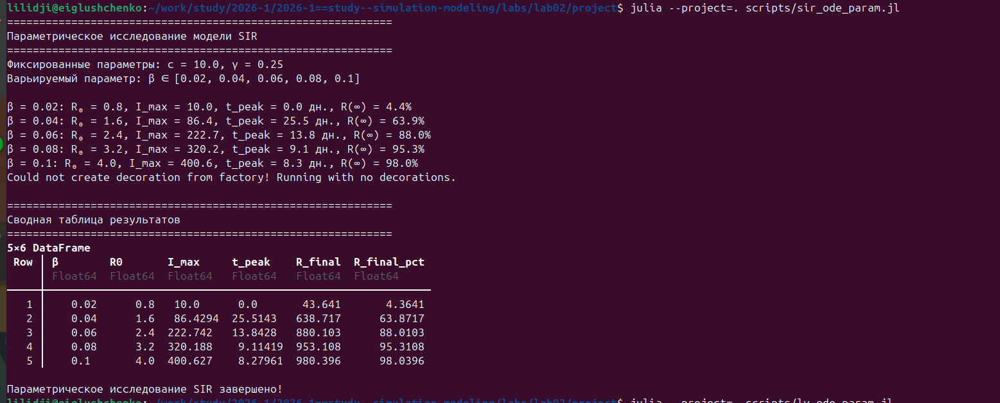 lilidji@eiglushchenko:~/work/study/2026-1/2026-1==study--simulation-modeling/labs/lab02/project$ julia --project=. scripts/sir_ode_param.jl
============================================================
Параметрическое исследование модели SIR
============================================================
Фиксированные параметры: c = 10.0, γ = 0.25
Варьируемый параметр: β ∈ [0.02, 0.04, 0.06, 0.08, 0.1]
β = 0.02: R₀ = 0.8, I_max = 10.0, t_peak = 0.0 дн., R(∞) = 4.4%
β = 0.04: R₀ = 1.6, I_max = 86.4, t_peak = 25.5 дн., R(∞) = 63.9%
β = 0.06: R₀ = 2.4, I_max = 222.7, t_peak = 13.8 дн., R(∞) = 88.0%
β = 0.08: R₀ = 3.2, I_max = 320.2, t_peak = 9.1 дн., R(∞) = 95.3%
β = 0.1: R₀ = 4.0, I_max = 400.6, t_peak = 8.3 дн., R(∞) = 98.0%
Could not create decoration from factory! Running with no decorations.
============================================================
Сводная таблица результатов
============================================================
5×6 DataFrame
Row β R0 I_max t_peak R_final R_final_pct
Float64 Float64 Float64 Float64 Float64 Float64
1 0.02 0.8 10.0 0.0 43.641 4.3641
2 0.04 1.6 86.4294 25.5143 638.717 63.8717
3 0.06 2.4 222.742 13.8428 880.103 88.0103
4 0.08 3.2 320.188 9.11419 953.108 95.3108
5 0.1 4.0 400.627 8.27961 980.396 98.0396
Параметрическое исследование SIR завершено!
lilidji@eiglushchenko:~/work/study/2026-1/2026-1==study--simulation-modeling/labs/lab02/project$ julia --project=. scripts/lv_ode_param.jl